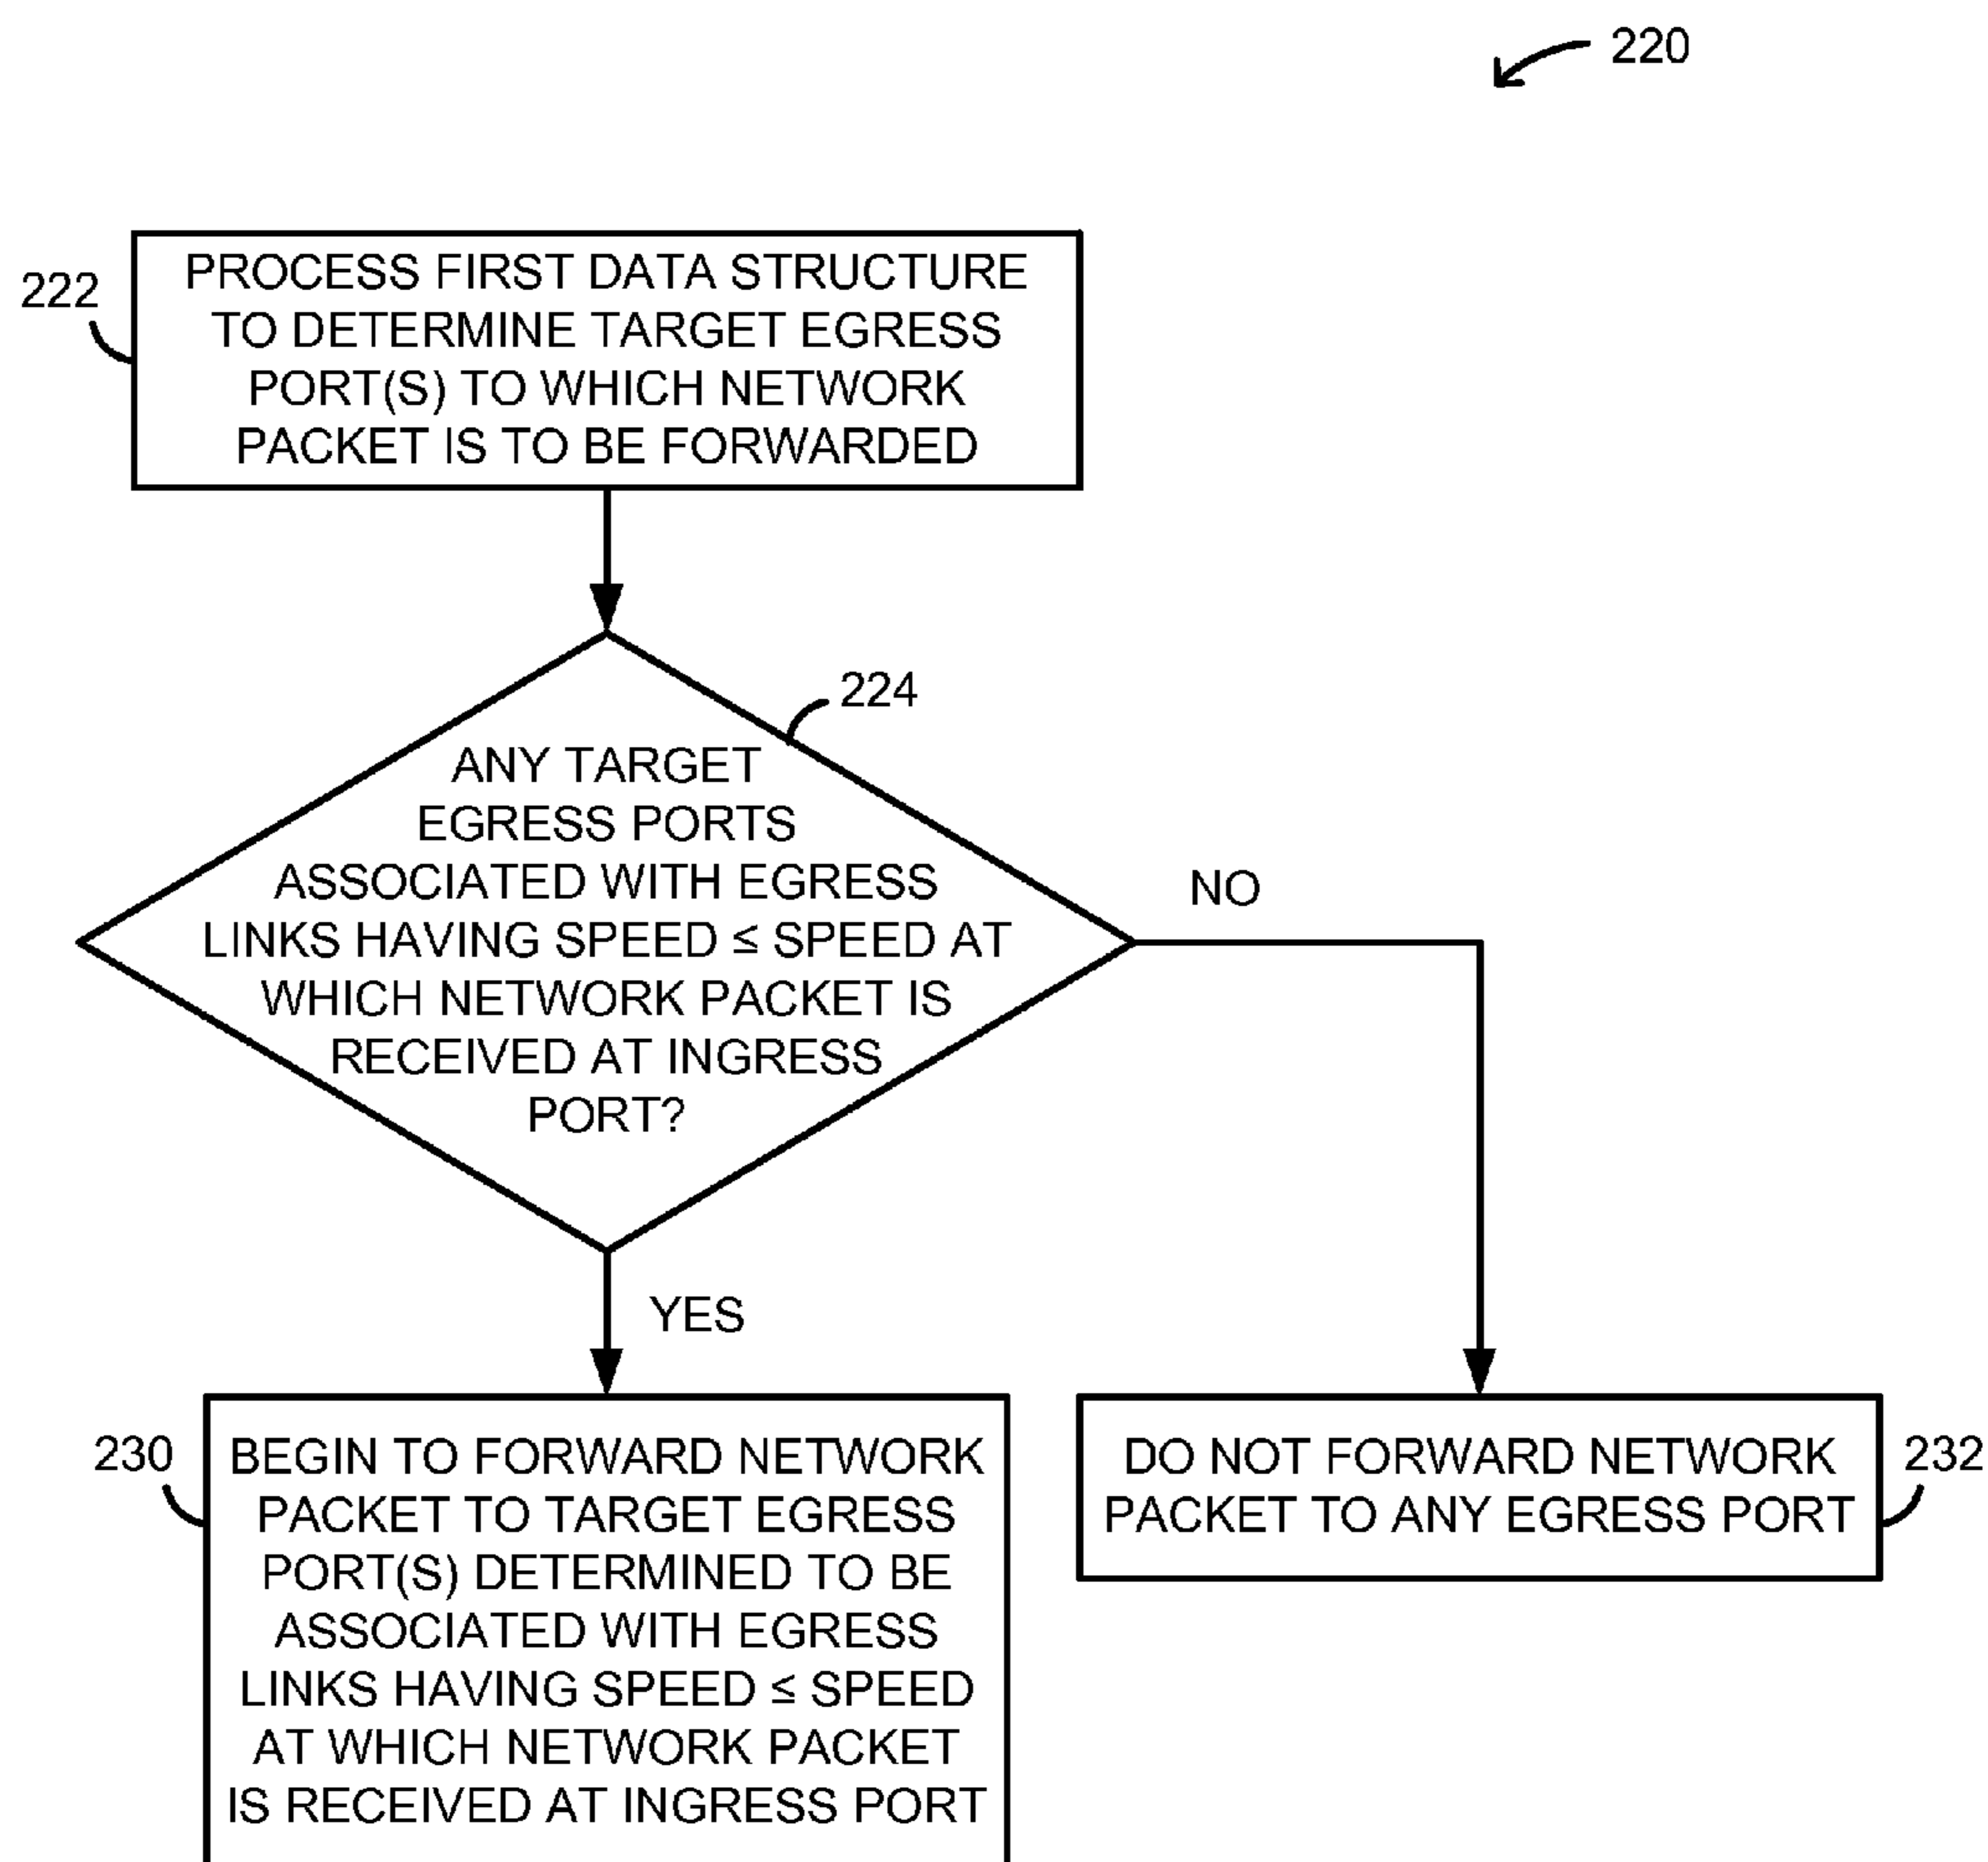 220
222
PROCESS FIRST DATA STRUCTURE
TO DETERMINE TARGET EGRESS
PORT(S) TO WHICH NETWORK
PACKET IS TO BE FORWARDED
224
ANY TARGET
EGRESS PORTS
ASSOCIATED WITH EGRESS
LINKS HAVING SPEED ≤ SPEED AT
WHICH NETWORK PACKET IS
RECEIVED AT INGRESS
PORT?
NO
YES
230
BEGIN TO FORWARD NETWORK
PACKET TO TARGET EGRESS
PORT(S) DETERMINED TO BE
ASSOCIATED WITH EGRESS
LINKS HAVING SPEED ≤ SPEED
AT WHICH NETWORK PACKET
IS RECEIVED AT INGRESS PORT
DO NOT FORWARD NETWORK
PACKET TO ANY EGRESS PORT
232